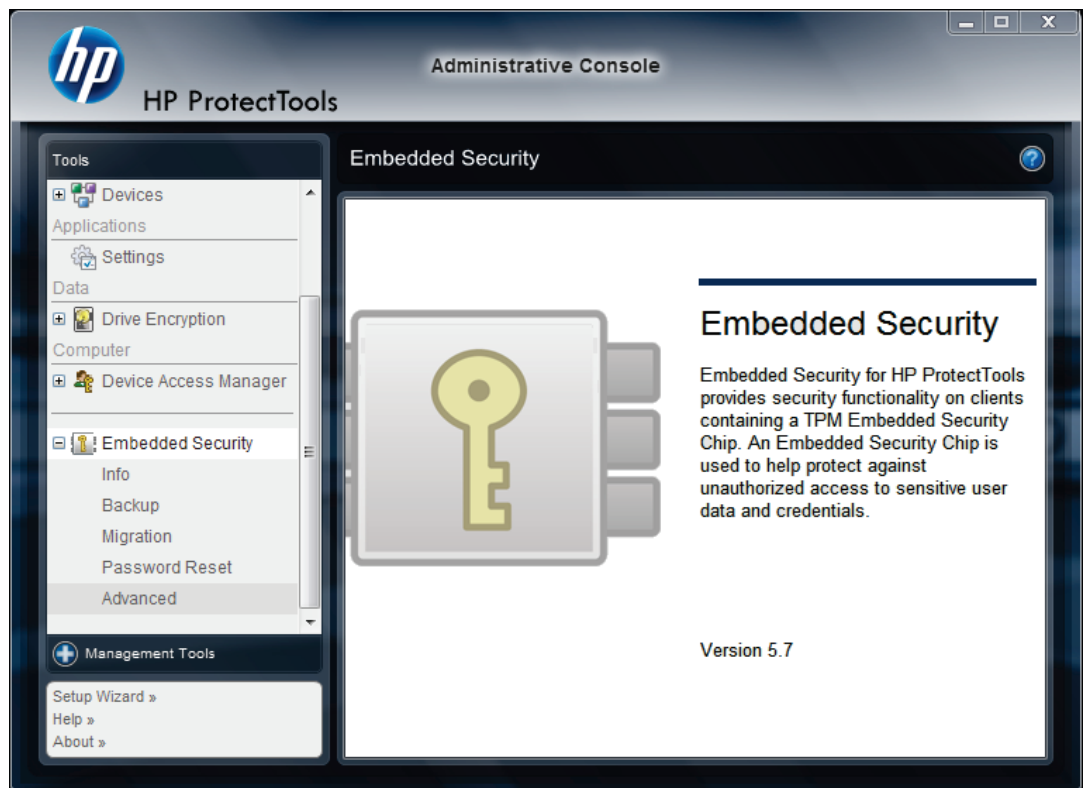 hp
HP ProtectTools
Administrative Console
Tools
Devices
Applications
Settings
Data
Drive Encryption
Computer
Device Access Manager
Embedded Security
Info
Backup
Migration
Password Reset
Advanced
Management Tools
Setup Wizard »
Help »
About »
Embedded Security
?
Embedded Security
Embedded Security for HP ProtectTools
provides security functionality on clients
containing a TPM Embedded Security
Chip. An Embedded Security Chip is
used to help protect against
unauthorized access to sensitive user
data and credentials.
Version 5.7